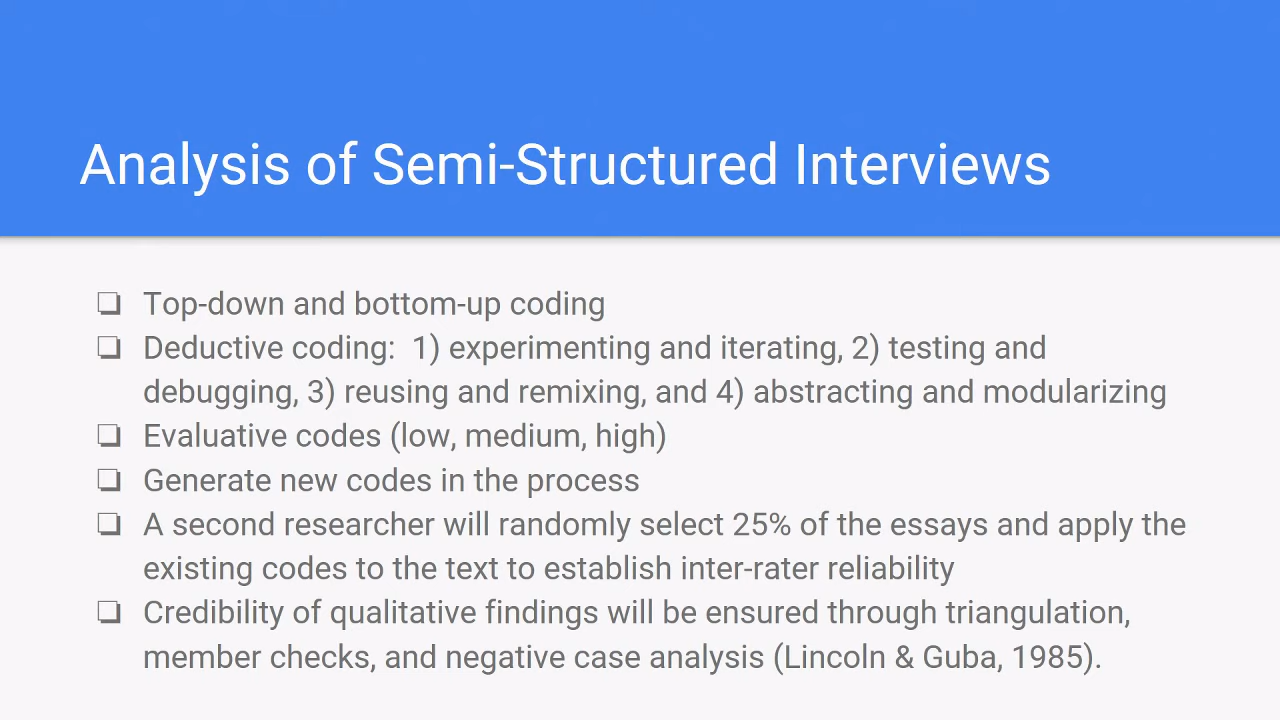 Analysis of Semi-Structured Interviews
❏ Top-down and bottom-up coding
❏ Deductive coding:  1) experimenting and iterating, 2) testing and
debugging, 3) reusing and remixing, and 4) abstracting and modularizing
❏ Evaluative codes (low, medium, high)
❏ Generate new codes in the process
❏ A second researcher will randomly select 25% of the essays and apply the
existing codes to the text to establish inter-rater reliability
❏ Credibility of qualitative findings will be ensured through triangulation,
member checks, and negative case analysis (Lincoln & Guba, 1985).